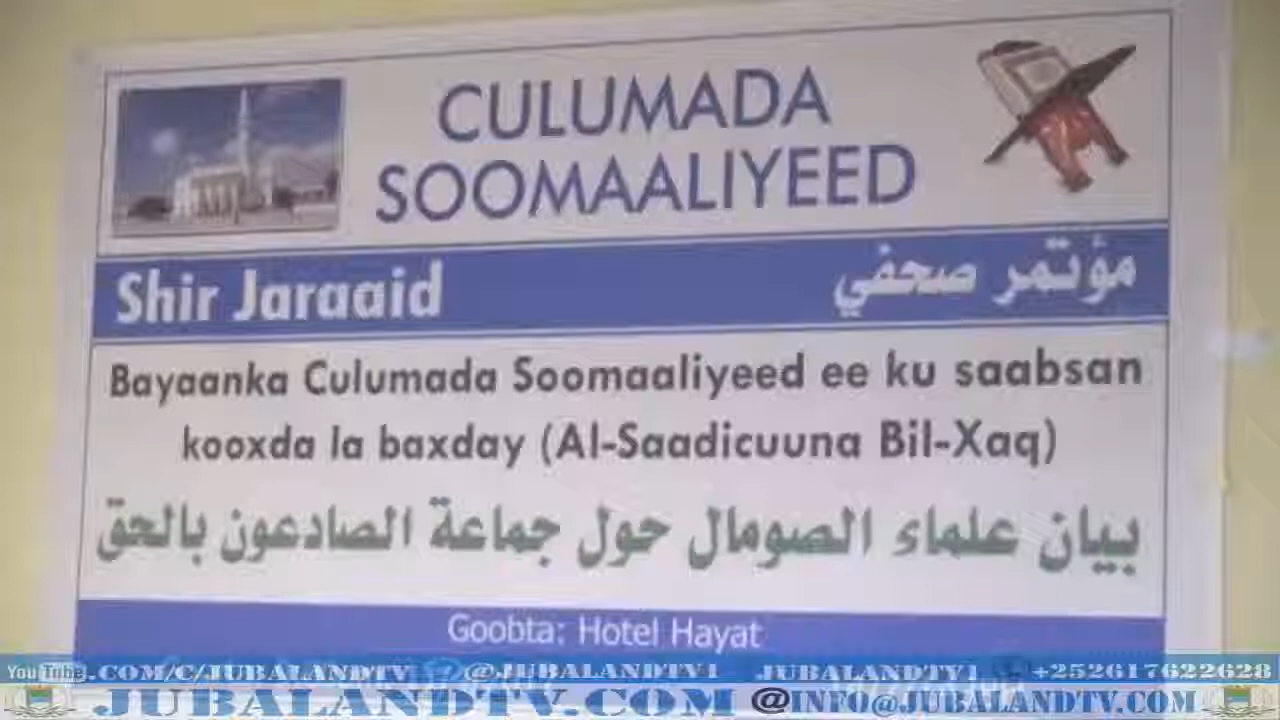 CULUMADA
SOOMAALIYEED
Shir Jaraaid
مؤتمر صحفي
Bayaanka Culumada Soomaaliyeed ee ku saabsan
kooxda la baxday (Al-Saadicuuna Bil-Xaq)
بيان علماء الصومال حول جماعة الصادعون بالحق
Goobta: Hotel Hayat
YouTube .COM/C/JUBALANDTV @JUBALANDTV1 JUBALANDTV1 +252617622628
JUBALANDTV.COM @INFO@JUBALANDTV.COM